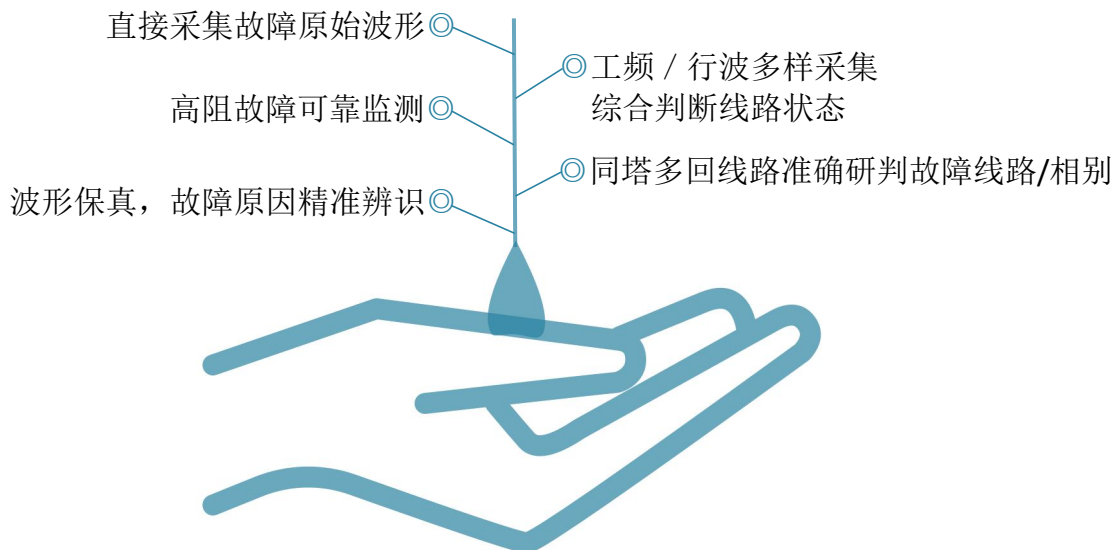 直接采集故障原始波形◎
◎工频 / 行波多样采集
综合判断线路状态
高阻故障可靠监测◎
◎同塔多回线路准确研判故障线路/相别
波形保真，故障原因精准辨识◎